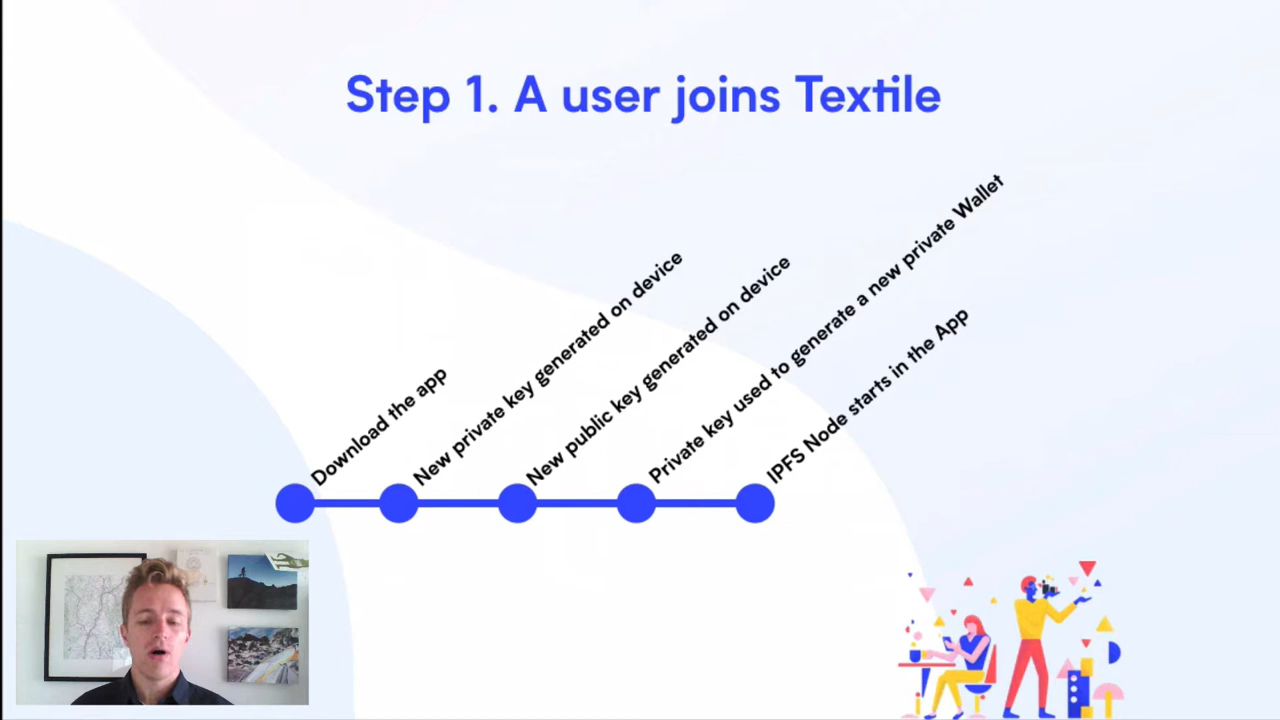 Step 1. A user joins Textile
Download the app
New private key generated on device
New public key generated on device
Private key used to generate a new private Wallet
IPFS Node starts in the App